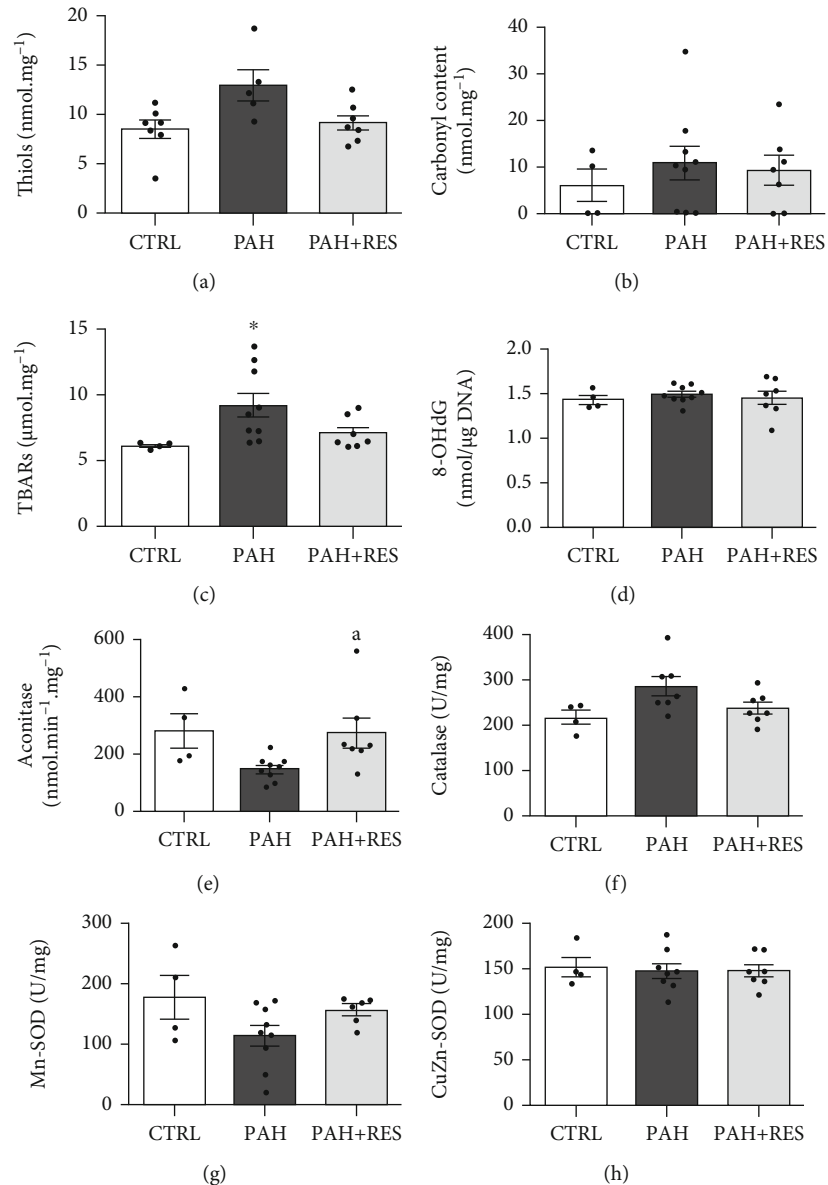 Thiols (nmol.mg⁻¹)
20
15
10
5
0
CTRL PAH PAH+RES
(a)
Carbonyl content
(nmol.mg⁻¹)
40
30
20
10
0
CTRL PAH PAH+RES
(b)
TBARs (μmol.mg⁻¹)
15
10
5
0
*
CTRL PAH PAH+RES
(c)
8-OHdG
(nmol/μg DNA)
2.0
1.5
1.0
0.5
0.0
CTRL PAH PAH+RES
(d)
Aconitase
(nmol.min⁻¹.mg⁻¹)
600
400
200
0
a
CTRL PAH PAH+RES
(e)
Catalase (U/mg)
400
300
200
100
0
CTRL PAH PAH+RES
(f)
Mn-SOD (U/mg)
300
200
100
0
CTRL PAH PAH+RES
(g)
CuZn-SOD (U/mg)
200
150
100
50
0
CTRL PAH PAH+RES
(h)